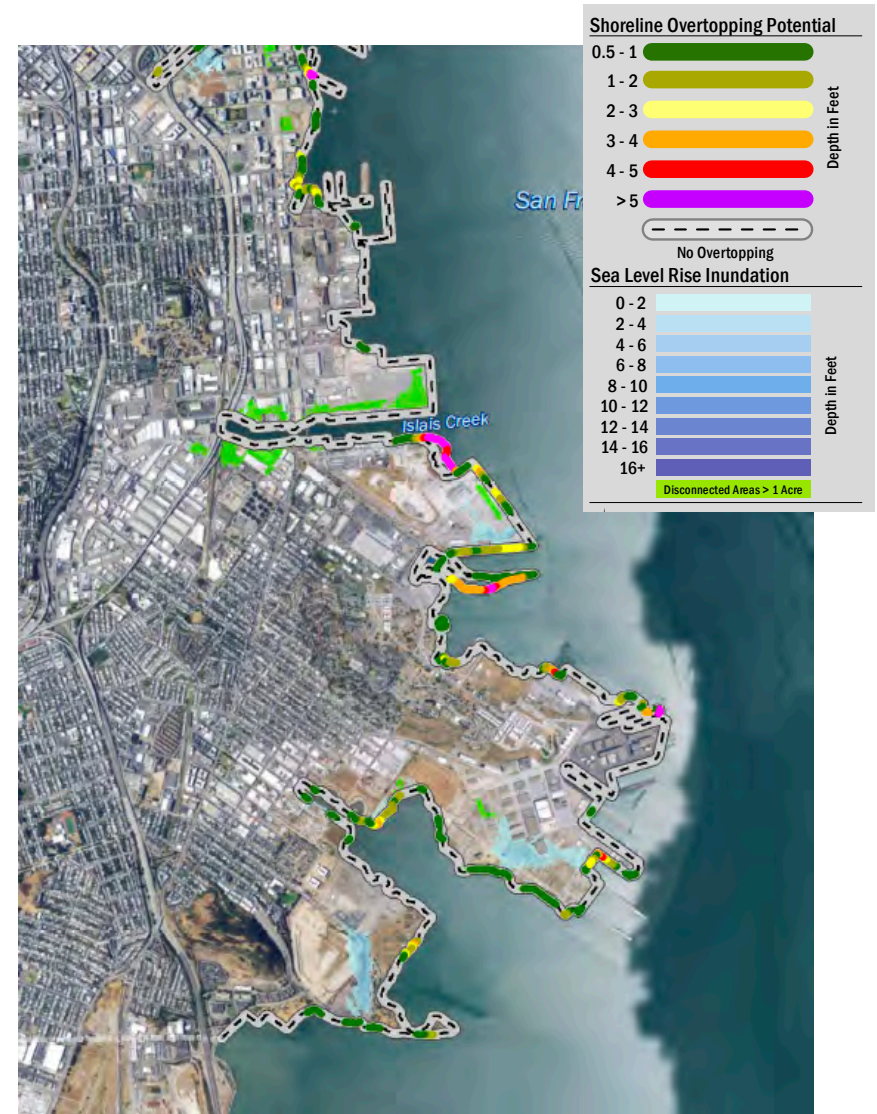 Shoreline Overtopping Potential
0.5 - 1
1 - 2
2 - 3
3 - 4
4 - 5
> 5
Depth in Feet
No Overtopping
Sea Level Rise Inundation
0 - 2
2 - 4
4 - 6
6 - 8
8 - 10
10 - 12
12 - 14
14 - 16
16+
Depth in Feet
Disconnected Areas > 1 Acre
San Fr
Islais Creek